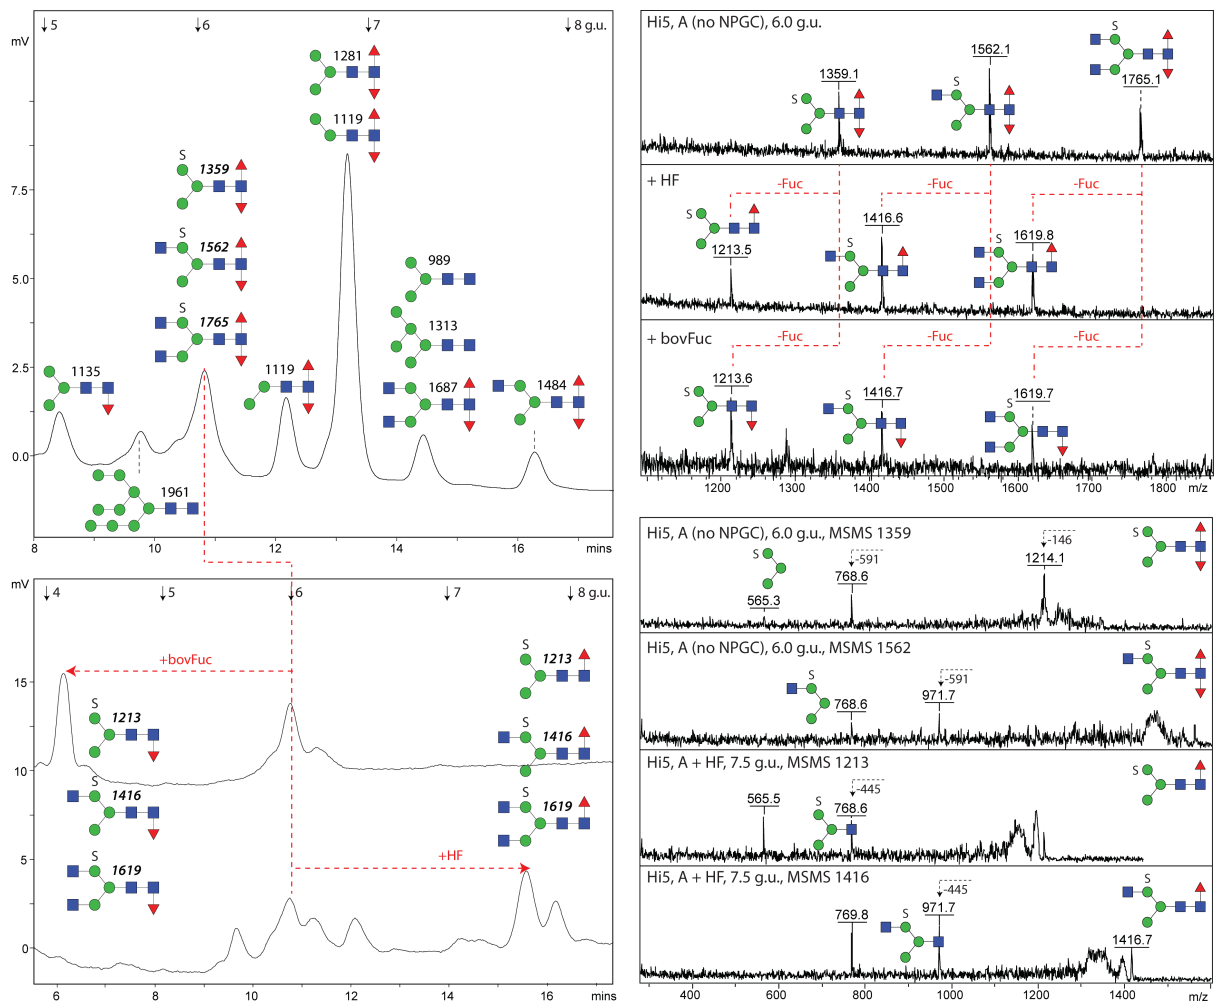 5
6
7
8 g.u.
mV
1281
1119
7.5
S
1359
S
1562
989
5.0
1313
S
1765
2.5
1135
1119
1687
1484
0.0
1961
8
10
12
14
16
mins
mV
4
5
6
7
8 g.u.
+bovFuc
15
S
1213
S
1213
S
1416
10
S
1416
S
1619
5
S
1619
+HF
0
6
8
10
12
14
16
mins
Hi5, A (no NPGC), 6.0 g.u.
1359.1
S
1562.1
S
1765.1
S
+ HF
-Fuc
-Fuc
-Fuc
S
1213.5
1416.6
S
1619.8
S
+ bovFuc
-Fuc
-Fuc
-Fuc
1213.6
S
1416.7
S
1619.7
S
1200
1300
1400
1500
1600
1700
1800
m/z
Hi5, A (no NPGC), 6.0 g.u., MSMS 1359
S
565.3
-591
768.6
-146
1214.1
S
Hi5, A (no NPGC), 6.0 g.u., MSMS 1562
S
768.6
-591
971.7
S
Hi5, A + HF, 7.5 g.u., MSMS 1213
565.5
S
-445
768.6
S
Hi5, A + HF, 7.5 g.u., MSMS 1416
769.8
S
-445
971.7
S
1416.7
400
600
800
1000
1200
1400
m/z